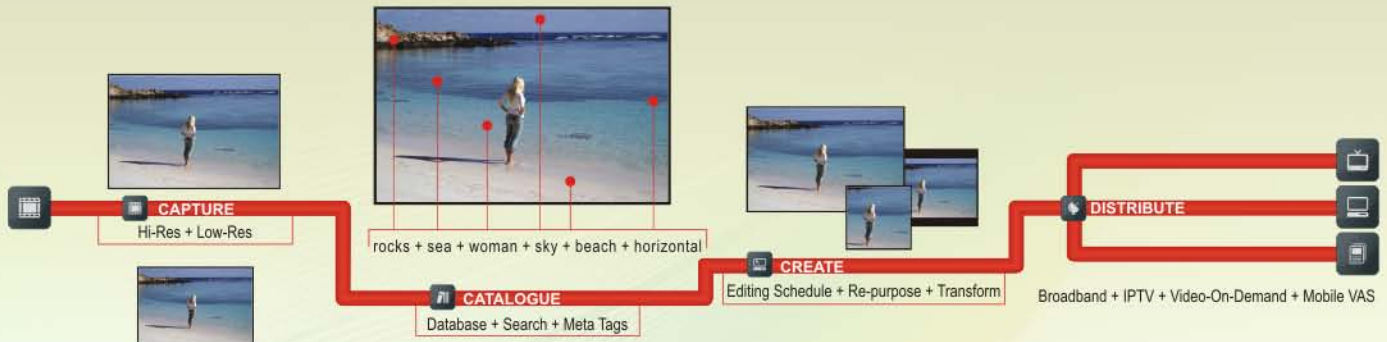 CAPTURE
Hi-Res + Low-Res
rocks + sea + woman + sky + beach + horizontal
CATALOGUE
Database + Search + Meta Tags
CREATE
Editing Schedule + Re-purpose + Transform
DISTRIBUTE
Broadband + IPTV + Video-On-Demand + Mobile VAS